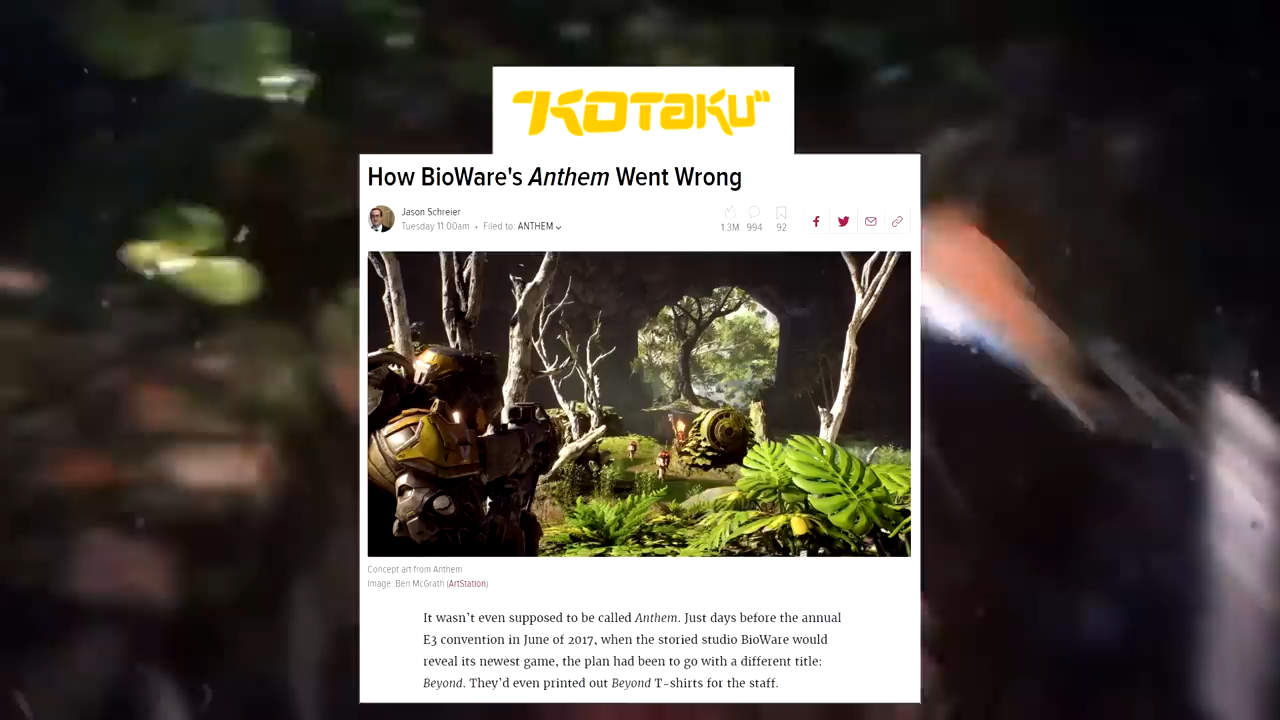 "KOTAKU"
How BioWare's Anthem Went Wrong
Jason Schreier
Tuesday 11:00am • Filed to: ANTHEM
1.3M 994 92
Concept art from Anthem
Image: Ben McGrath (ArtStation)
It wasn't even supposed to be called Anthem. Just days before the annual
E3 convention in June of 2017, when the storied studio BioWare would
reveal its newest game, the plan had been to go with a different title:
Beyond. They'd even printed out Beyond T-shirts for the staff.